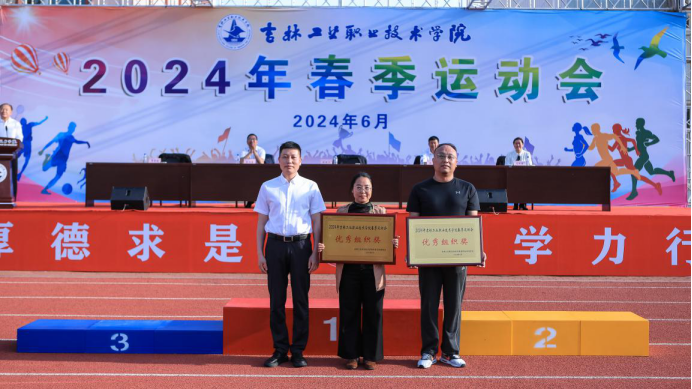 吉林工程职业技术学院
2024年春季运动会
2024年6月
厚德求是
学力行
优秀组织奖
优秀组织奖
3
1
2